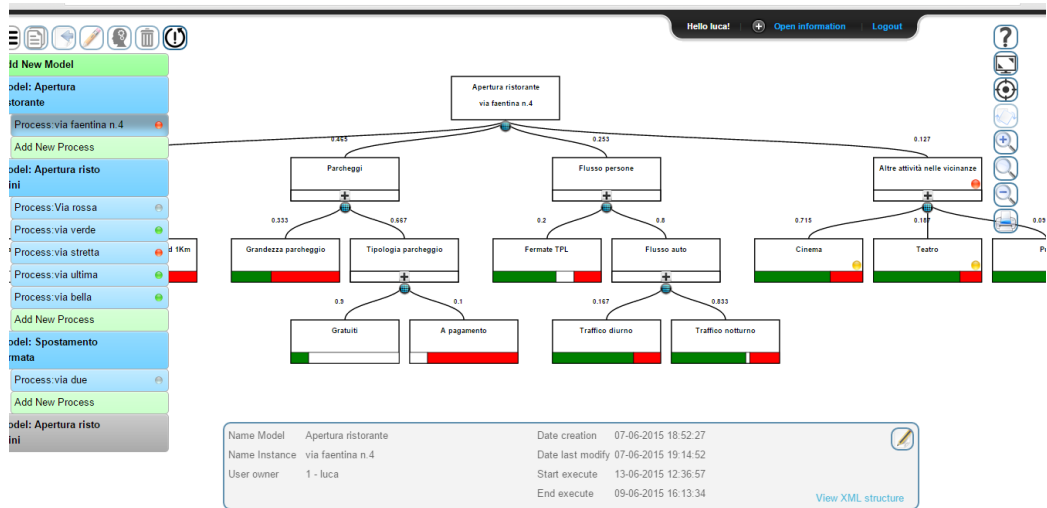 Hello luca!
Open information
Logout
dd New Model
odel: Apertura
istorante
Process:via faentina n.4
Add New Process
odel: Apertura risto
ini
Process:Via rossa
Process:via verde
Process:via stretta
Process:via ultima
Process:via bella
Add New Process
odel: Spostamento
rmata
Process:via due
Add New Process
odel: Apertura risto
ini
Apertura ristorante
via faentina n.4
0.465
0.253
0.127
Parcheggi
Flusso persone
Altre attività nelle vicinanze
0.333
0.667
0.2
0.8
0.715
0.187
0.09
d 1Km
Grandezza parcheggio
Tipologia parcheggio
Fermate TPL
Flusso auto
Cinema
Teatro
0.9
0.1
0.167
0.833
Gratuiti
A pagamento
Traffico diurno
Traffico notturno
Name Model Apertura ristorante
Date creation 07-06-2015 18:52:27
Name Instance via faentina n.4
Date last modify 07-06-2015 19:14:52
User owner 1 - luca
Start execute 13-06-2015 12:36:57
End execute 09-06-2015 16:13:34
View XML structure